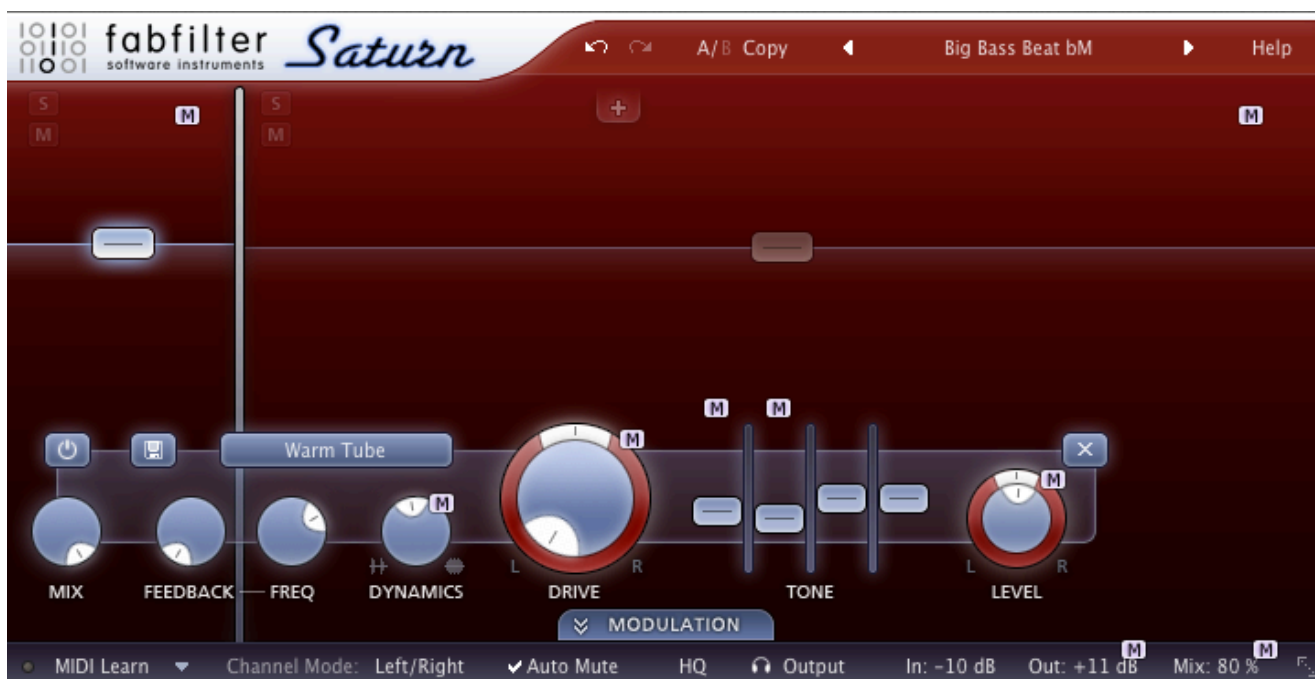 fabfilter
software instruments
Saturn
A/B Copy
Big Bass Beat bM
Help
S
M
M
S
M
M
M
M
M
Warm Tube
M
M
L
R
L
R
MIX
FEEDBACK
FREQ
DYNAMICS
DRIVE
TONE
LEVEL
MODULATION
M
M
MIDI Learn
Channel Mode: Left/Right
Auto Mute
HQ
Output
In: -10 dB
Out: +11 dB
Mix: 80 %